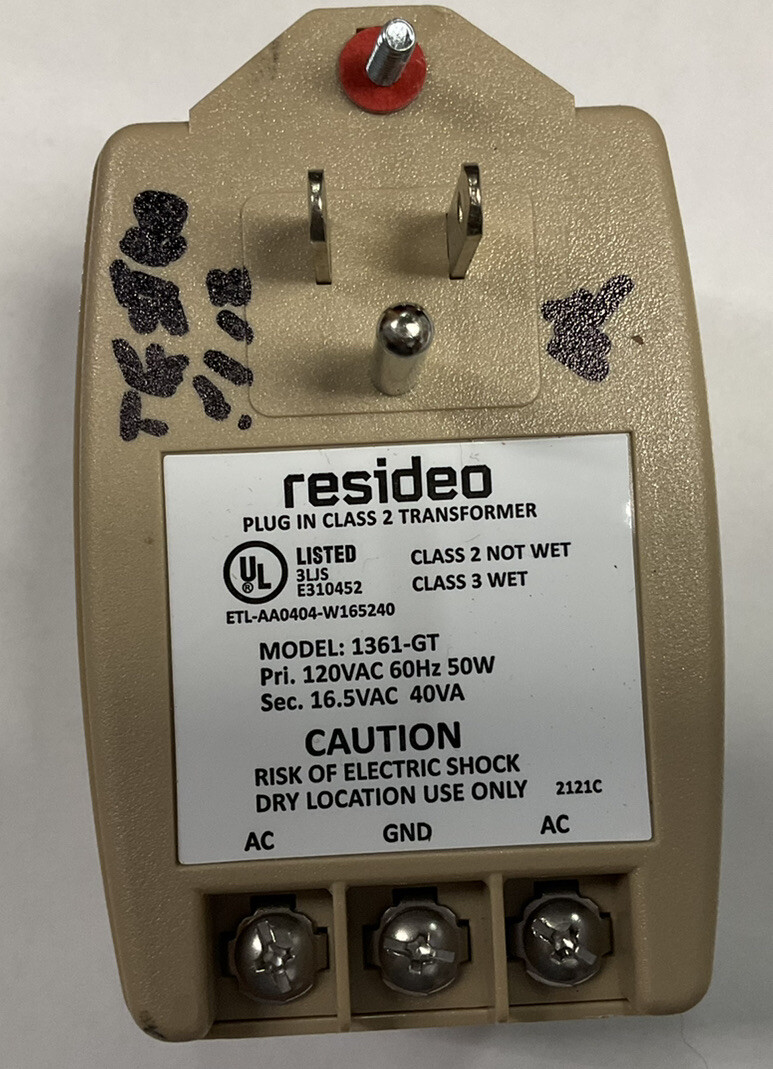 resideo
PLUG IN CLASS 2 TRANSFORMER
UL
®
LISTED
3LJS
E310452
CLASS 2 NOT WET
CLASS 3 WET
ETL-AA0404-W165240
MODEL: 1361-GT
Pri. 120VAC 60Hz 50W
Sec. 16.5VAC 40VA
CAUTION
RISK OF ELECTRIC SHOCK
DRY LOCATION USE ONLY 2121C
AC GND AC